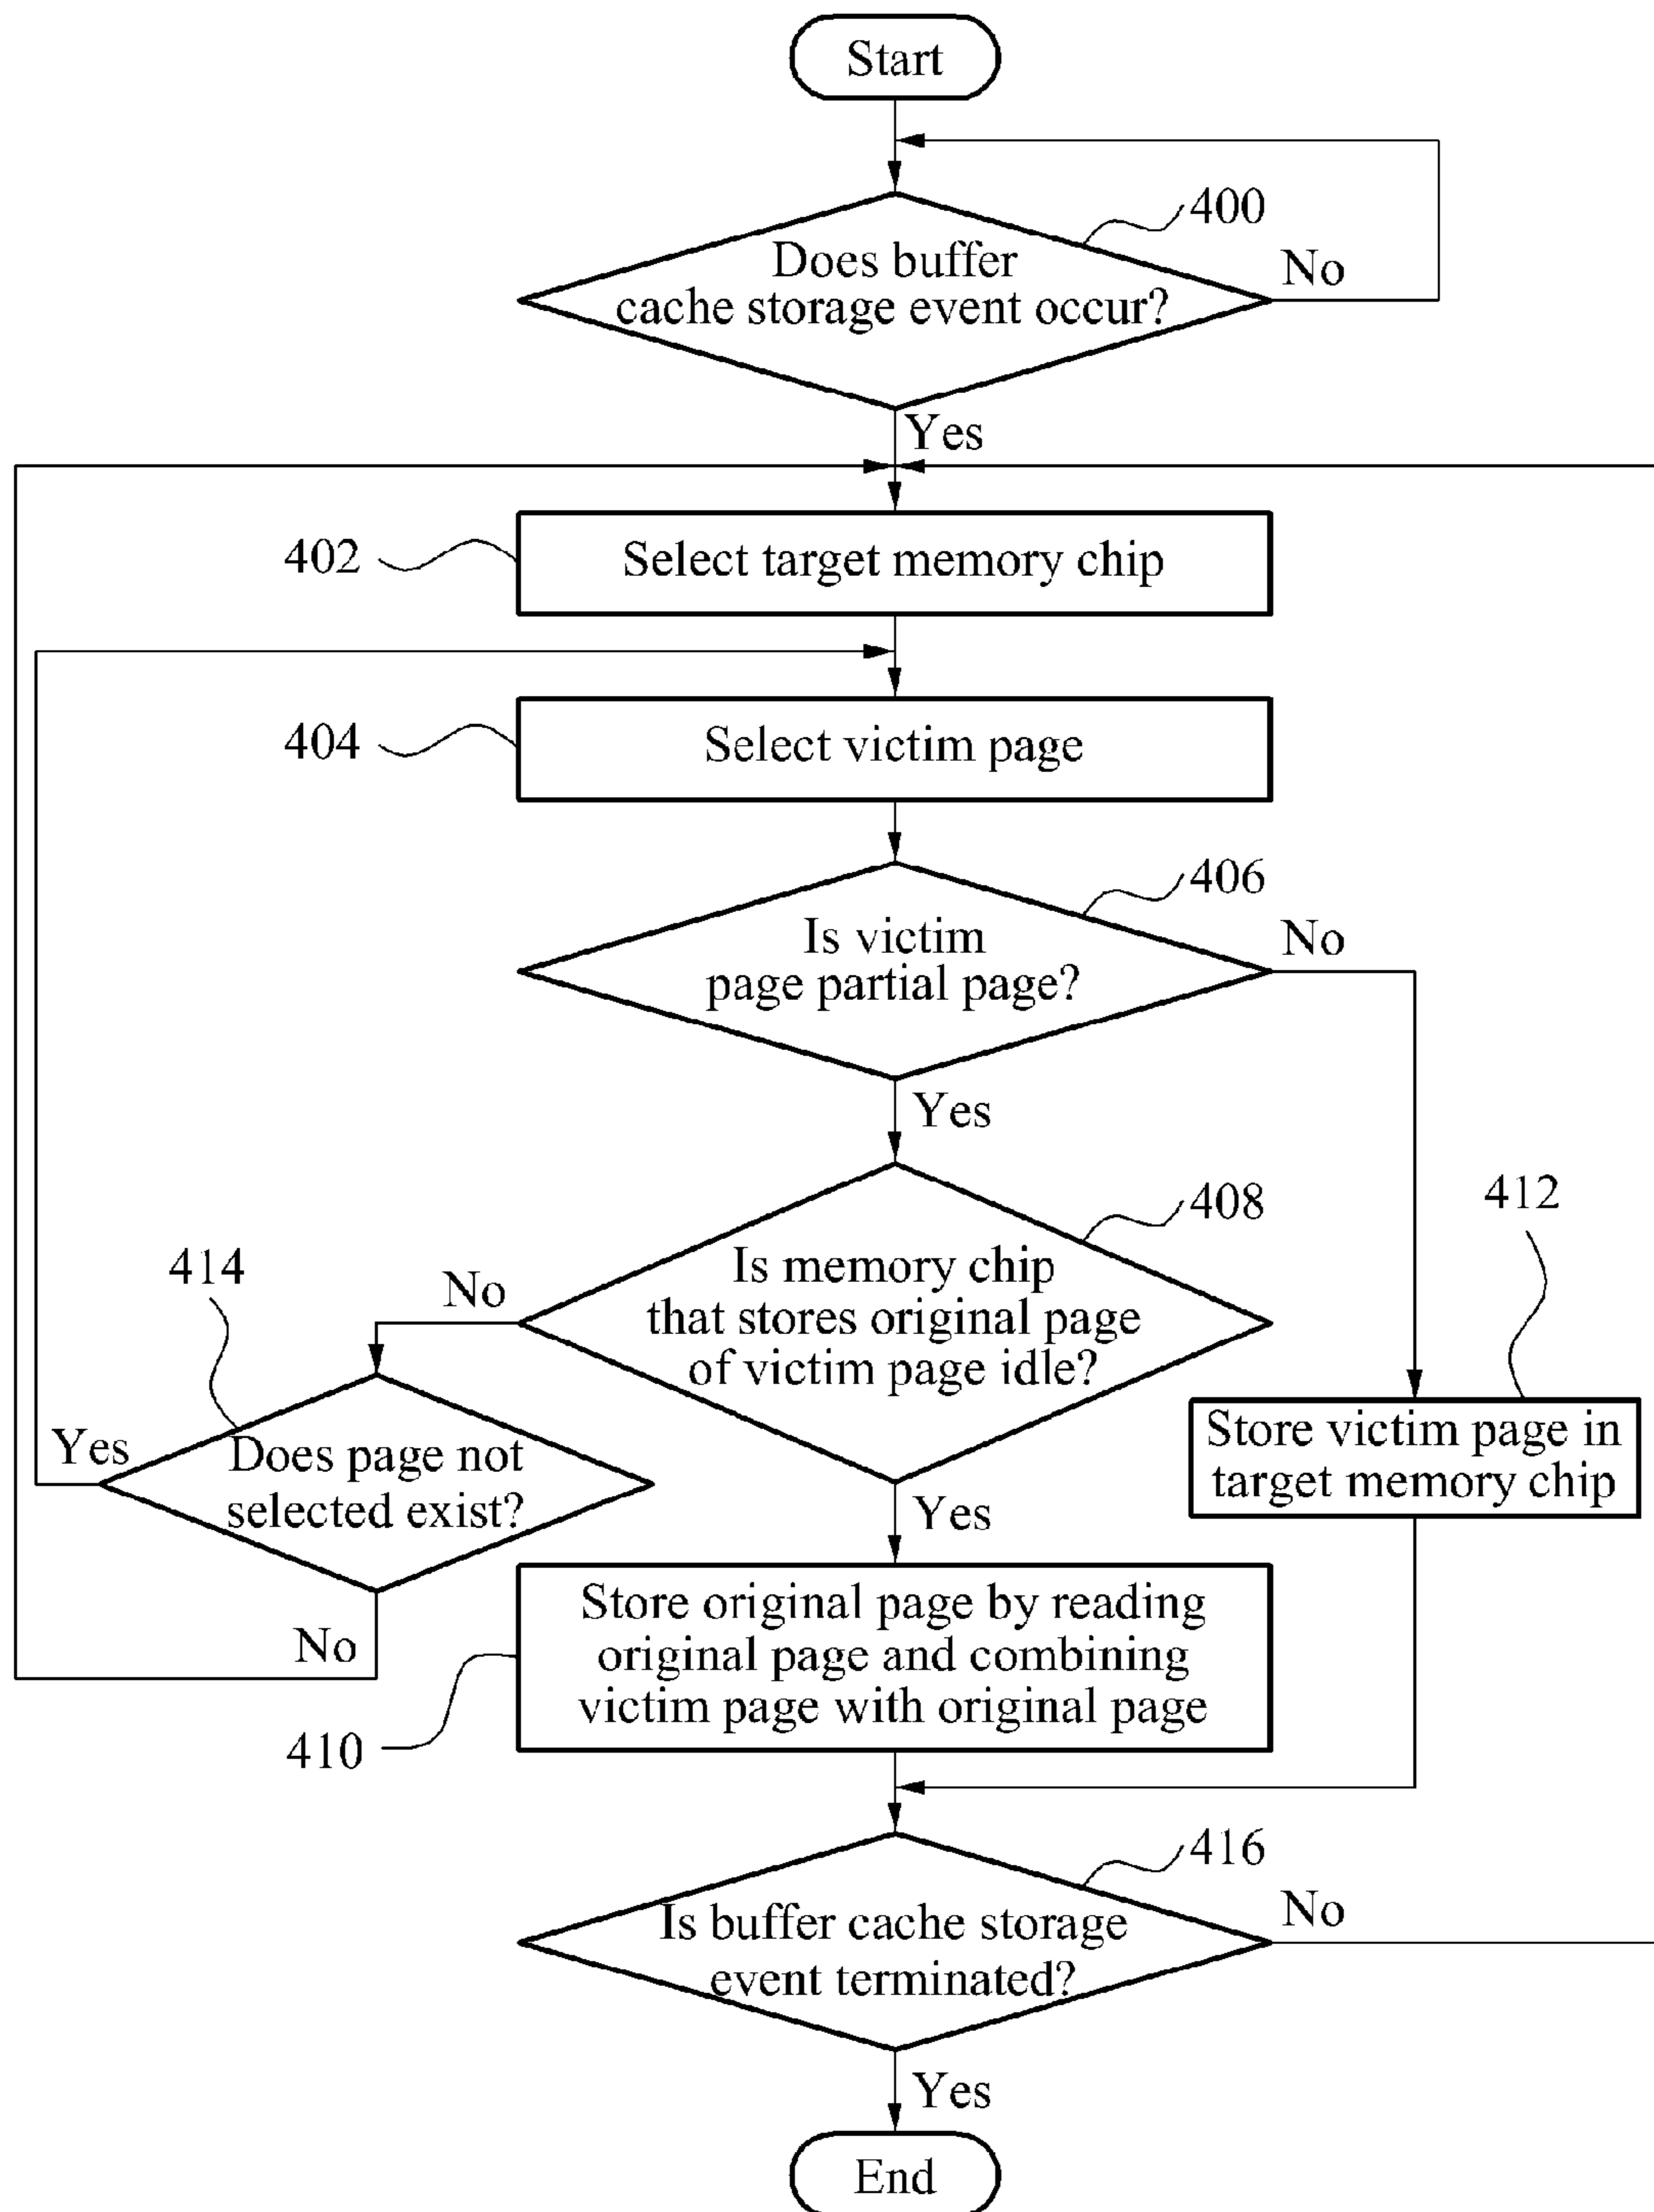 Start
400
Does buffer
cache storage event occur?
No
Yes
402
Select target memory chip
404
Select victim page
406
Is victim
page partial page?
No
Yes
408
Is memory chip
that stores original page
of victim page idle?
No
412
414
Store victim page in
target memory chip
Yes
Does page not
selected exist?
Yes
No
Store original page by reading
original page and combining
victim page with original page
410
416
Is buffer cache storage
event terminated?
No
Yes
End